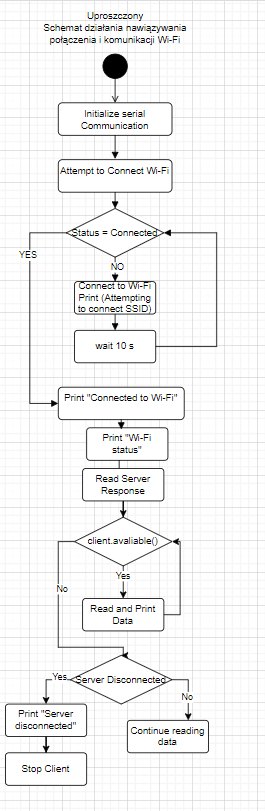 Uproszczony
Schemat działania nawiązywania
połączenia i komunikacji Wi-Fi
Initialize serial
Communication
Attempt to Connect Wi-Fi
Status = Connected
YES
NO
Connect to Wi-Fi
Print (Attempting
to connect SSID)
wait 10 s
Print "Connected to Wi-Fi"
Print "Wi-Fi
status"
Read Server
Response
client.avaliable()
Yes
No
Read and Print
Data
Server Disconnected
Yes
No
Print "Server
disconnected"
Continue reading
data
Stop Client